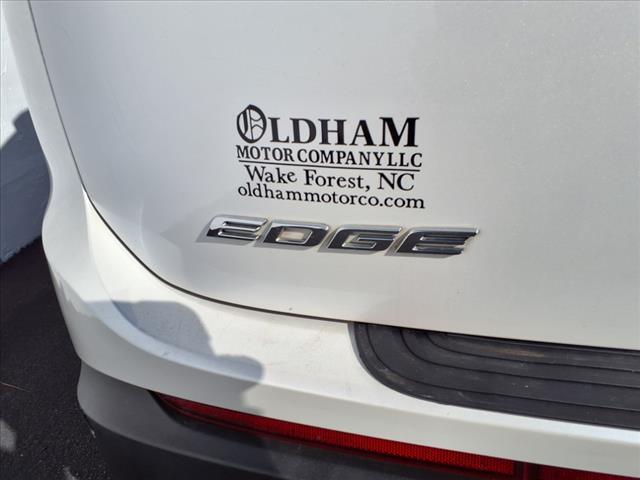 OLDHAM
MOTOR COMPANY LLC
Wake Forest, NC
oldhammotorco.com
EDGE